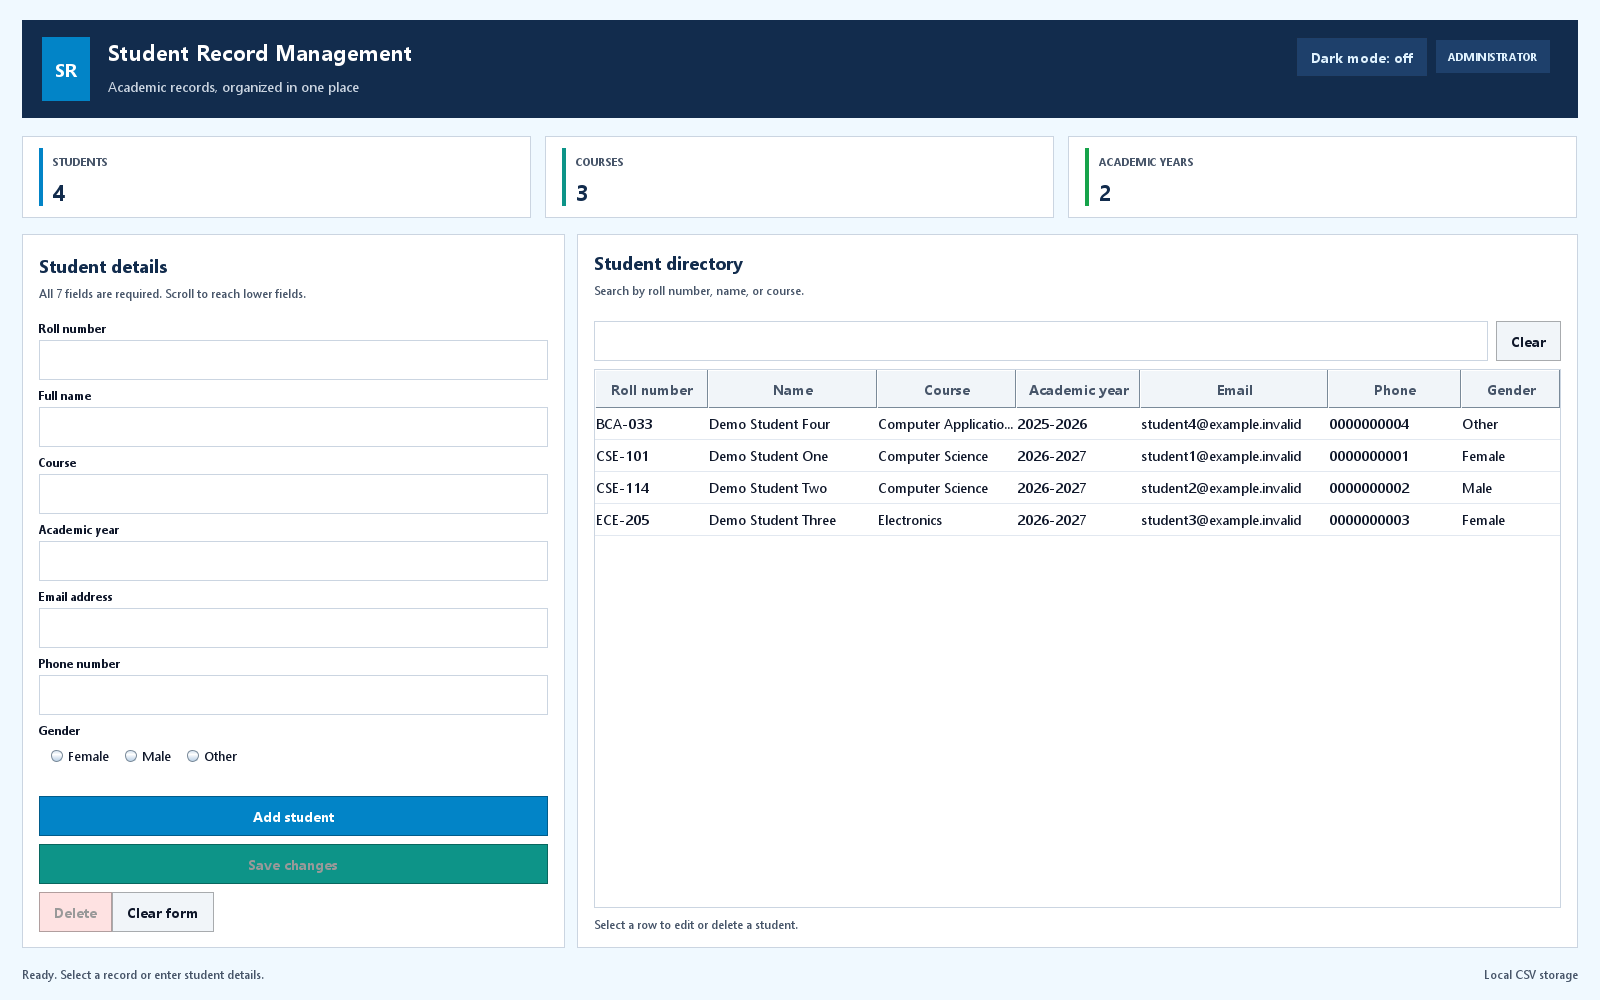 SR
Student Record Management
Academic records, organized in one place
Dark mode: off
ADMINISTRATOR
STUDENTS
4
COURSES
3
ACADEMIC YEARS
2
Student details
All 7 fields are required. Scroll to reach lower fields.
Roll number
Full name
Course
Academic year
Email address
Phone number
Gender
Female Male Other
Add student
Save changes
Delete Clear form
Student directory
Search by roll number, name, or course.
Clear
Roll number Name Course Academic year Email Phone Gender
BCA-033 Demo Student Four Computer Applicatio... 2025-2026 student4@example.invalid 0000000004 Other
CSE-101 Demo Student One Computer Science 2026-2027 student1@example.invalid 0000000001 Female
CSE-114 Demo Student Two Computer Science 2026-2027 student2@example.invalid 0000000002 Male
ECE-205 Demo Student Three Electronics 2026-2027 student3@example.invalid 0000000003 Female
Select a row to edit or delete a student.
Ready. Select a record or enter student details.
Local CSV storage